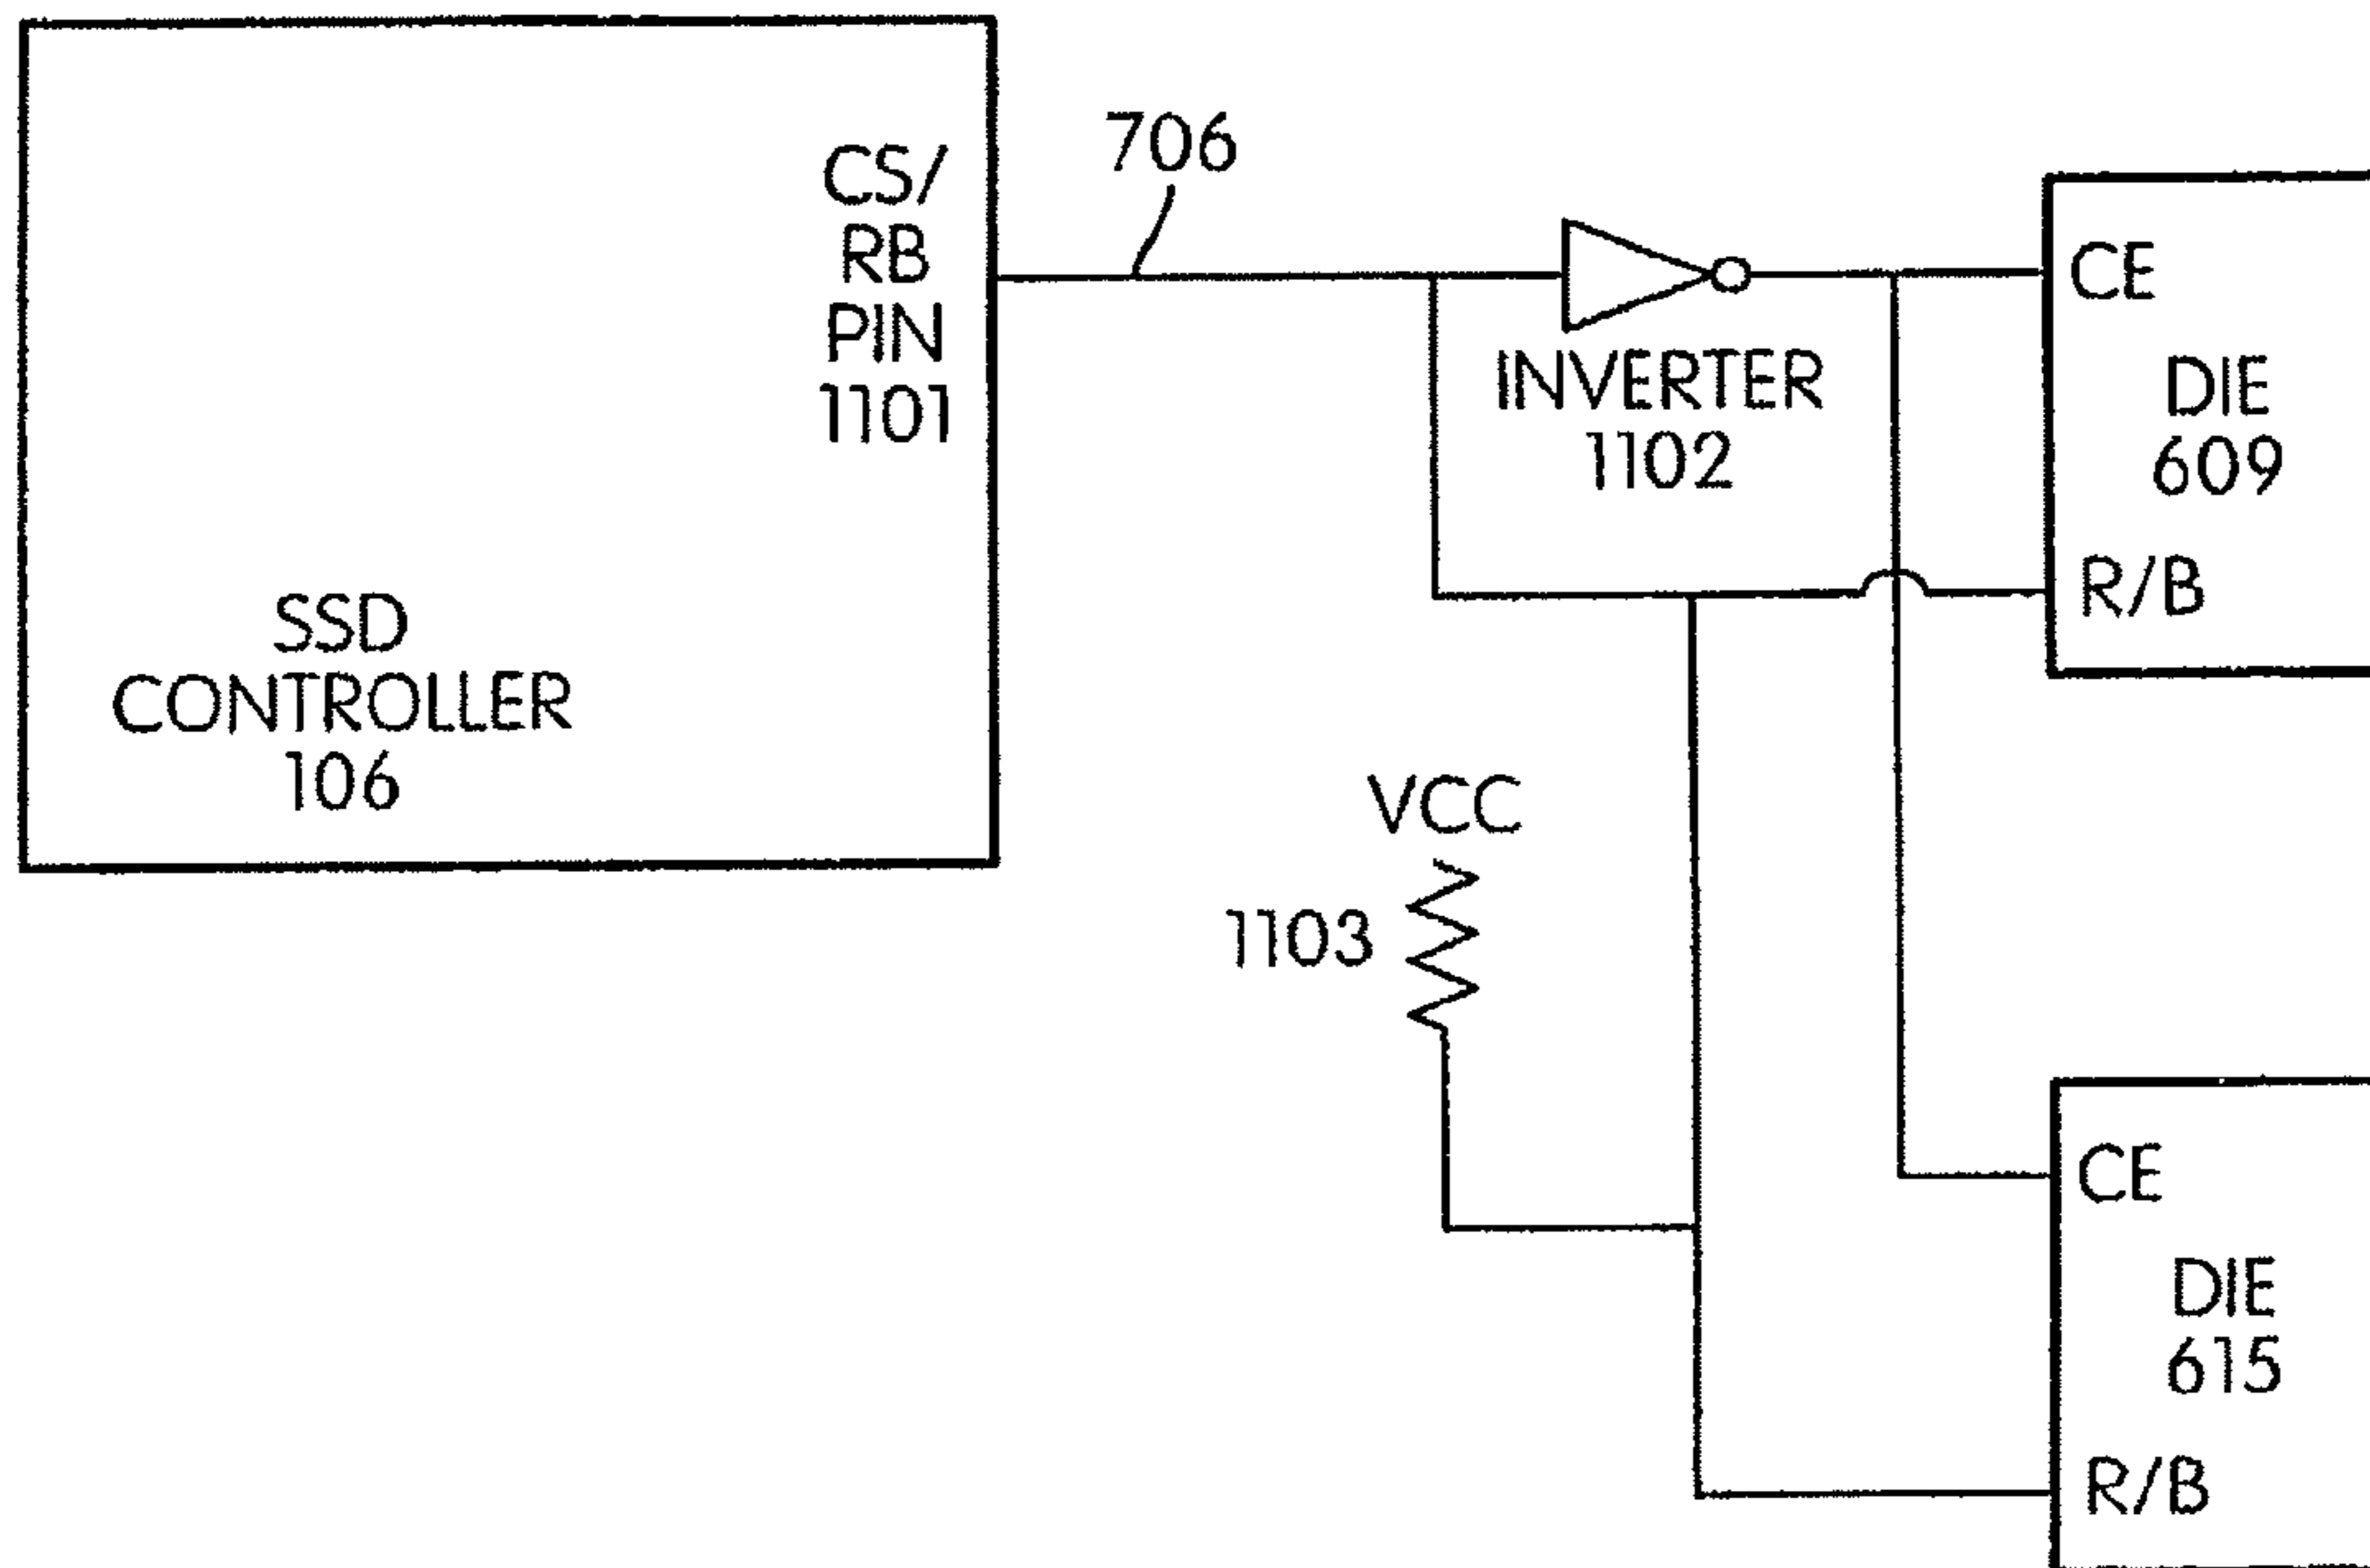 CS/
RB
PIN
1101
SSD
CONTROLLER
106
706
INVERTER
1102
VCC
1103
CE
DIE
609
R/B
CE
DIE
615
R/B